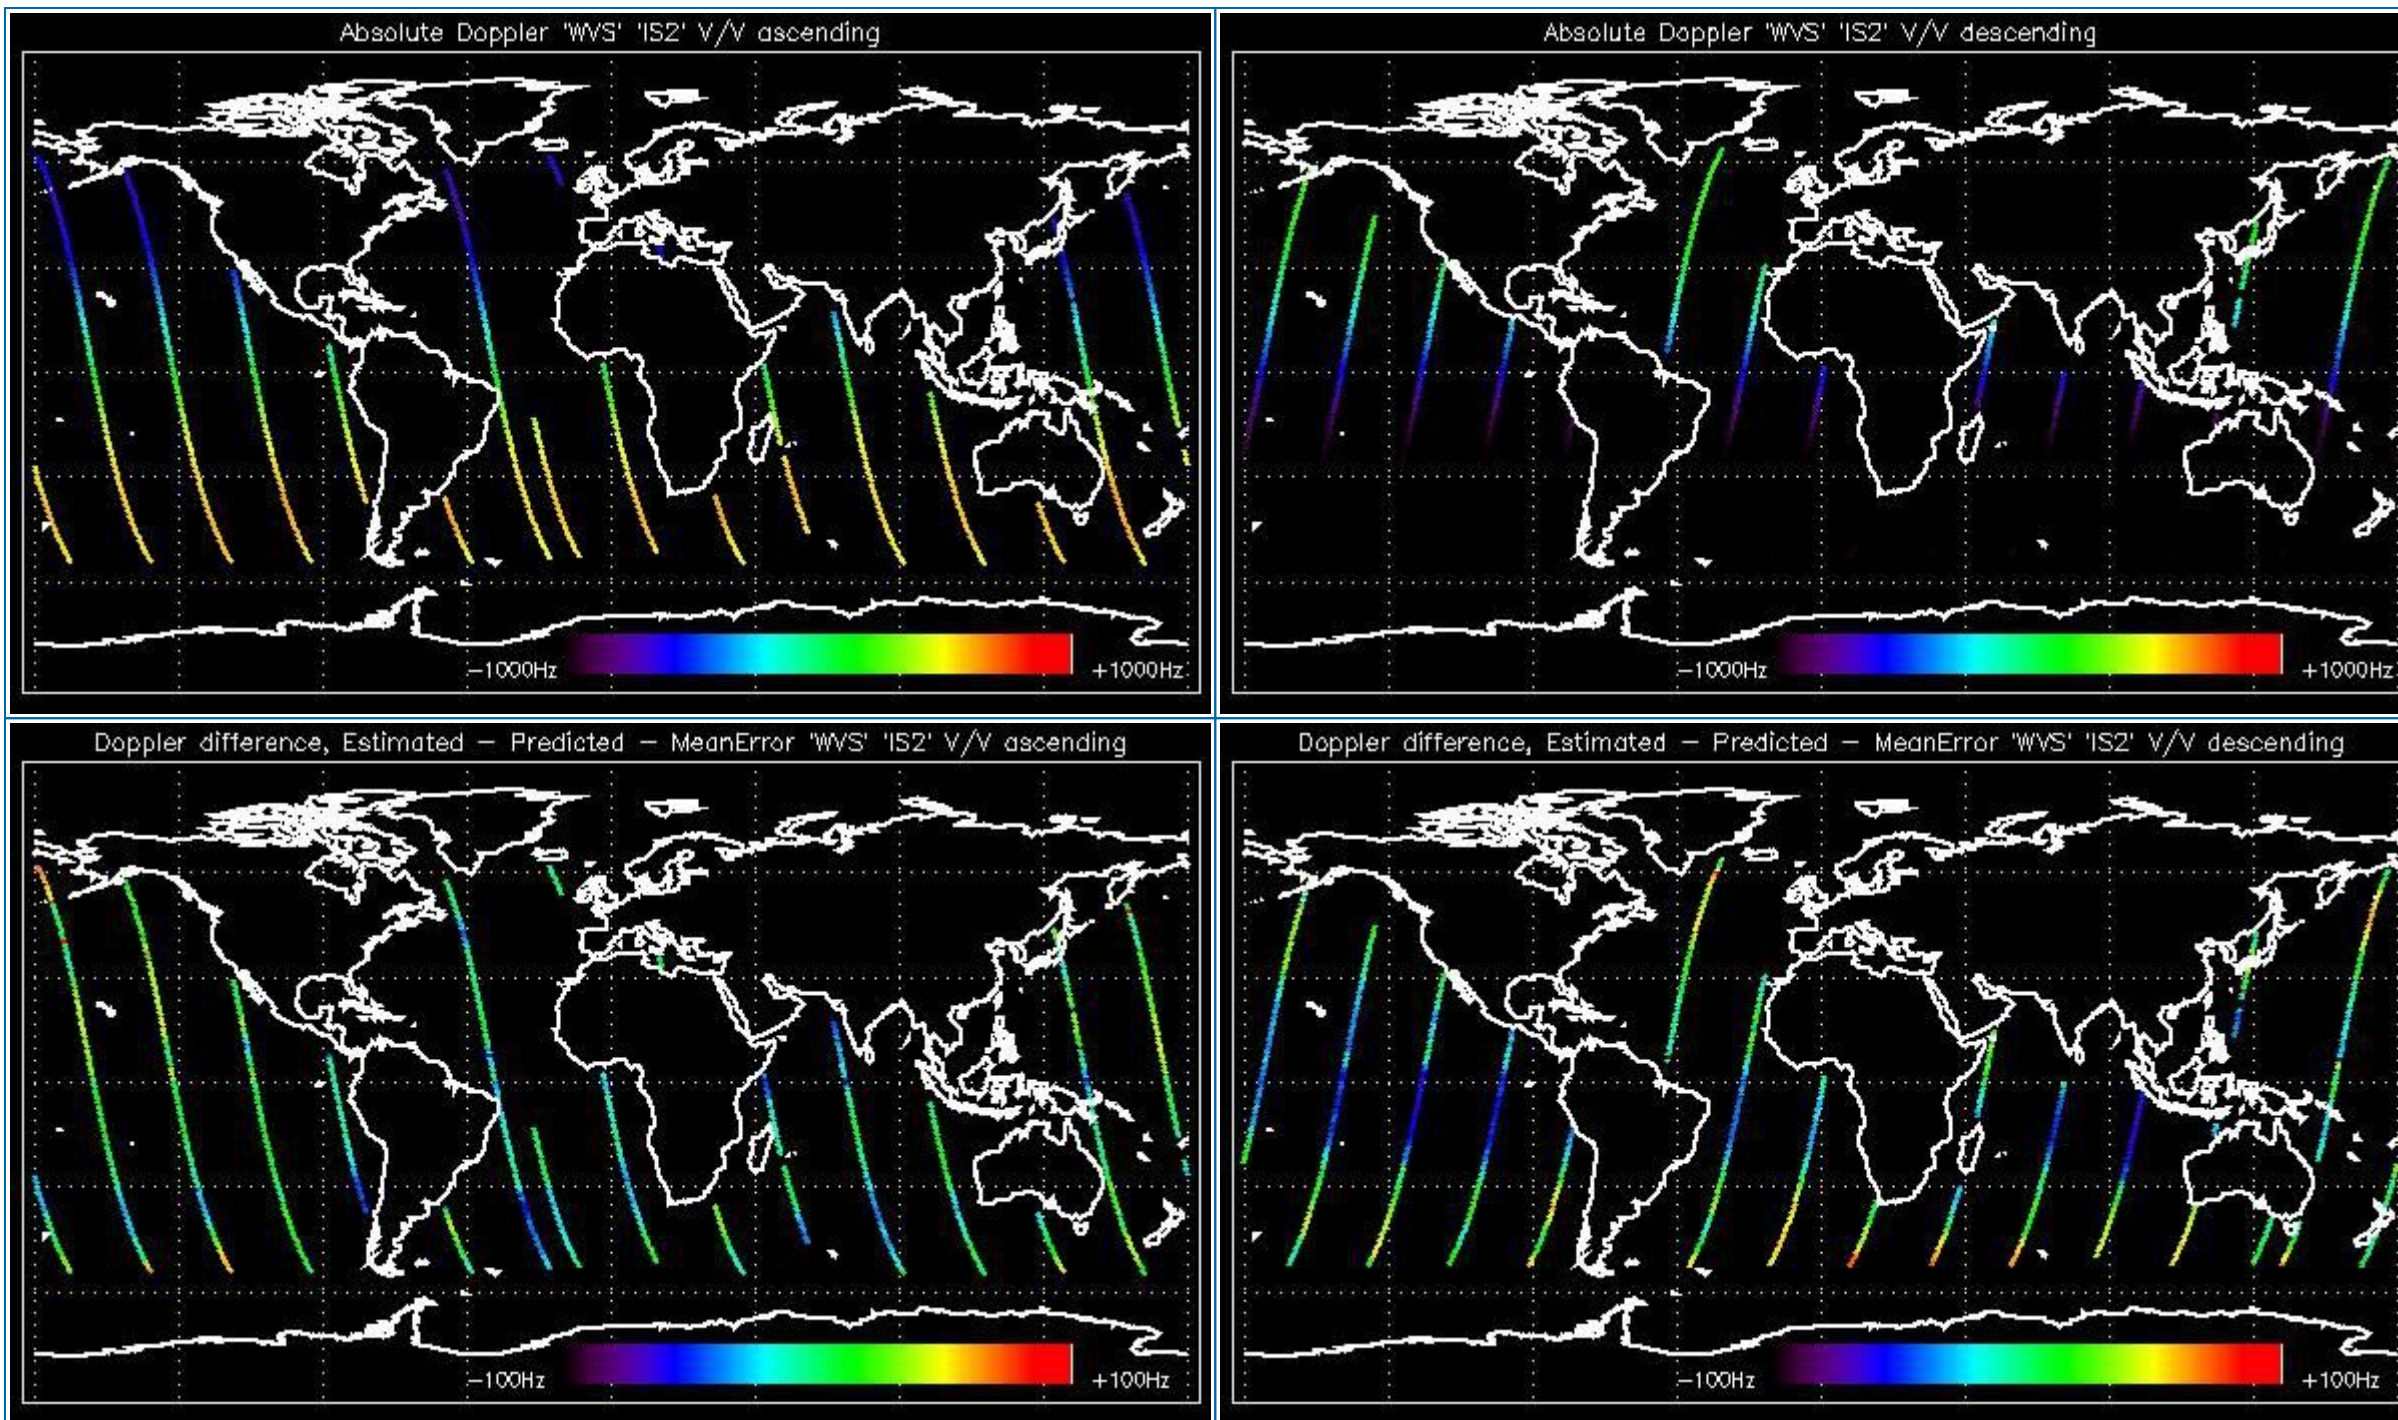 Absolute Doppler 'WVS' 'IS2' V/V ascending
-1000Hz
+1000Hz
Absolute Doppler 'WVS' 'IS2' V/V descending
-1000Hz
+1000Hz
Doppler difference, Estimated - Predicted - MeanError 'WVS' 'IS2' V/V ascending
-100Hz
+100Hz
Doppler difference, Estimated - Predicted - MeanError 'WVS' 'IS2' V/V descending
-100Hz
+100Hz